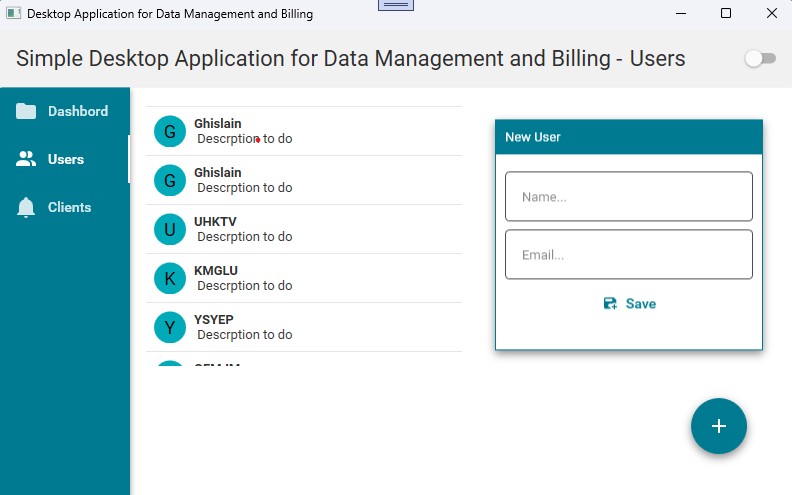 Desktop Application for Data Management and Billing
Simple Desktop Application for Data Management and Billing - Users
Dashbord
Users
Clients
G
Ghislain
Descrption to do
G
Ghislain
Descrption to do
U
UHKTV
Descrption to do
K
KMGLU
Descrption to do
Y
YSYEP
Descrption to do
New User
Name...
Email...
Save